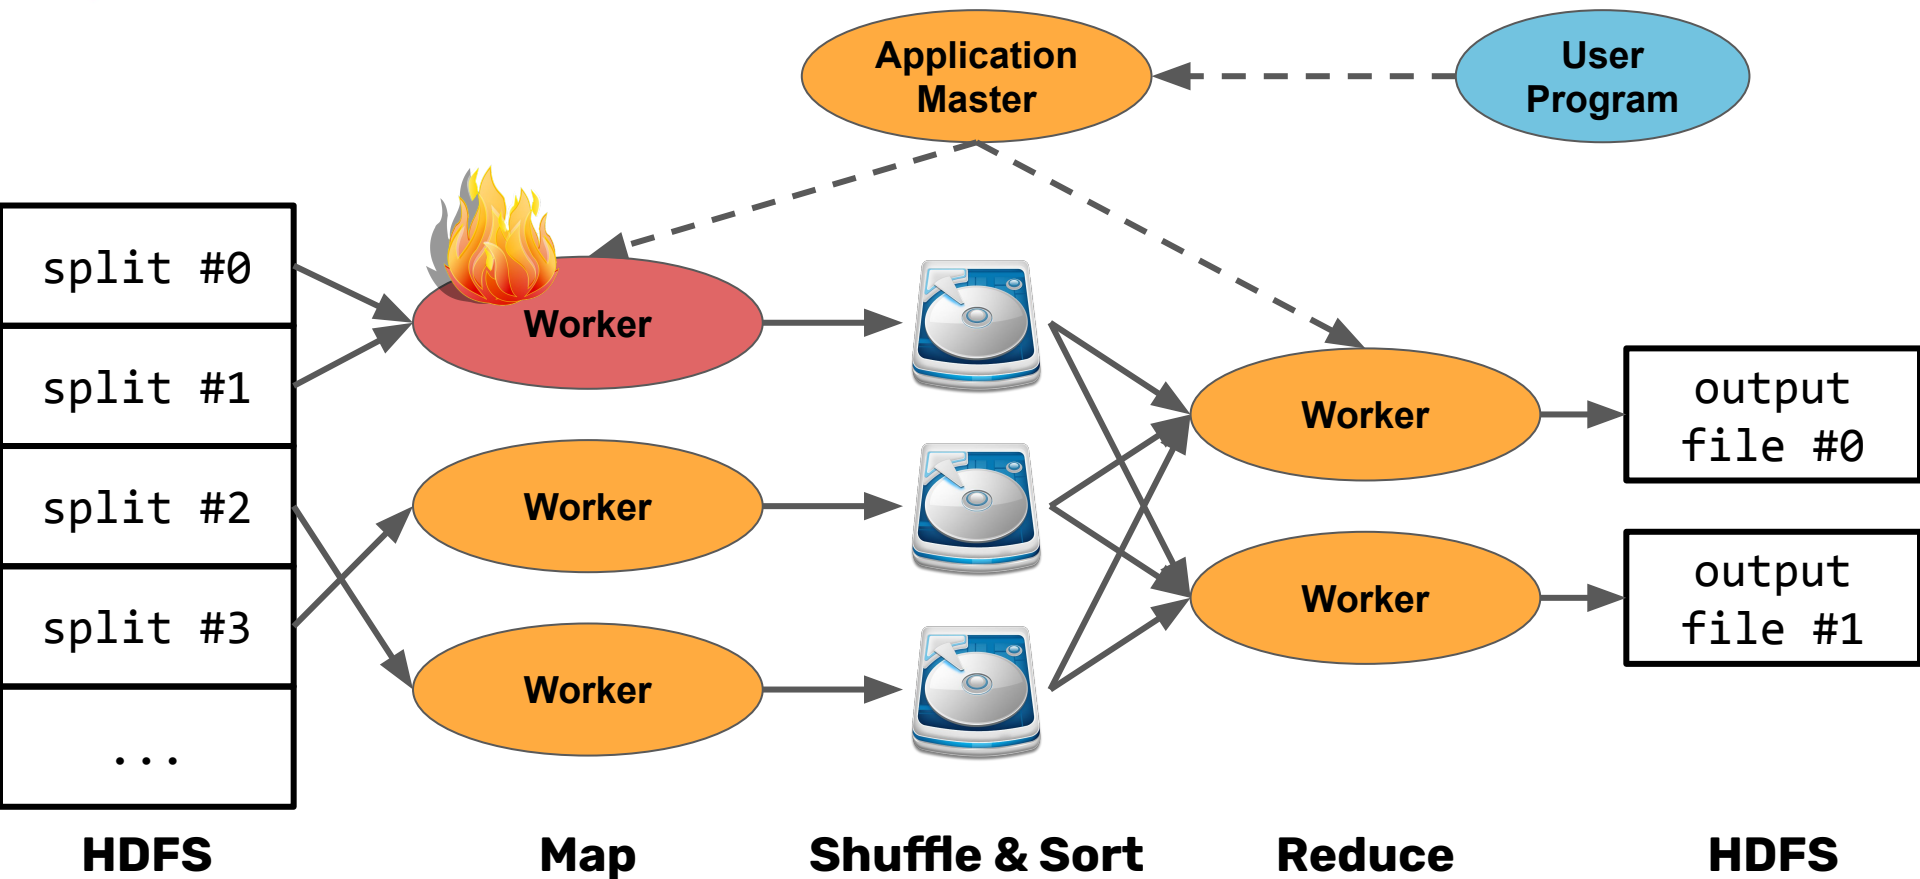 Application
Master
User
Program
split #0
split #1
split #2
split #3
...
Worker
Worker
Worker
Worker
Worker
output
file #0
output
file #1
HDFS
Map
Shuffle & Sort
Reduce
HDFS